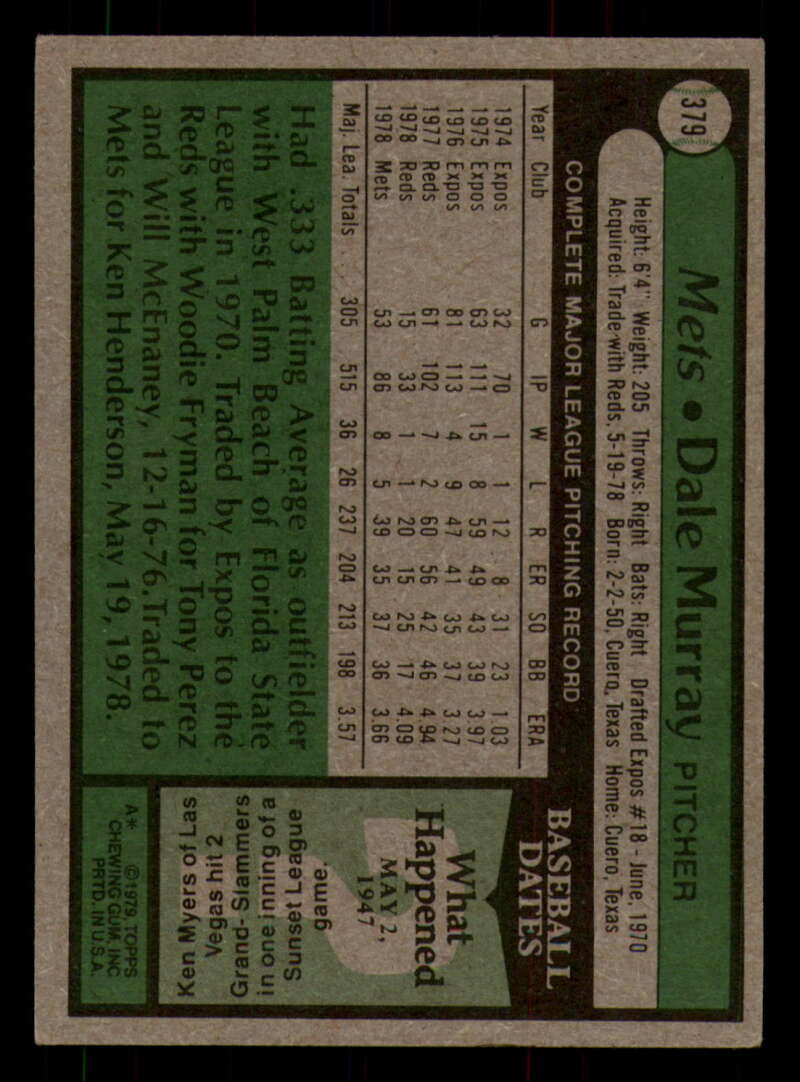 379
Mets • Dale Murray PITCHER
Height: 6'4" Weight: 205 Throws: Right Bats: Right Drafted Expos #18 - June, 1970
Acquired: Trade with Reds, 5-19-78 Born: 2-2-50, Cuero, Texas Home: Cuero, Texas
COMPLETE MAJOR LEAGUE PITCHING RECORD
Year Club G IP W L R ER SO BB ERA
1974 Expos 32 70 1 1 12 8 31 23 1.03
1975 Expos 63 111 15 8 59 49 43 39 3.97
1976 Expos 81 113 4 9 47 41 35 37 3.27
1977 Reds 61 102 7 2 60 56 42 46 4.94
1978 Reds 15 33 1 1 20 15 25 17 4.09
1978 Mets 53 86 8 5 39 35 37 36 3.66
Maj. Lea. Totals 305 515 36 26 237 204 213 198 3.57
Had .333 Batting Average as outfielder
with West Palm Beach of Florida State
League in 1970. Traded by Expos to the
Reds with Woodie Fryman for Tony Perez
and Will McEnaney, 12-16-76. Traded to
Mets for Ken Henderson, May 19, 1978.
BASEBALL
DATES
What
Happened
MAY 2,
1947
Ken Myers of Las
Vegas hit 2
Grand-Slammers
in one inning of a
Sunset League
game.
A* ©1979 TOPPS
CHEWING GUM, INC.
PRTD. IN U.S.A.